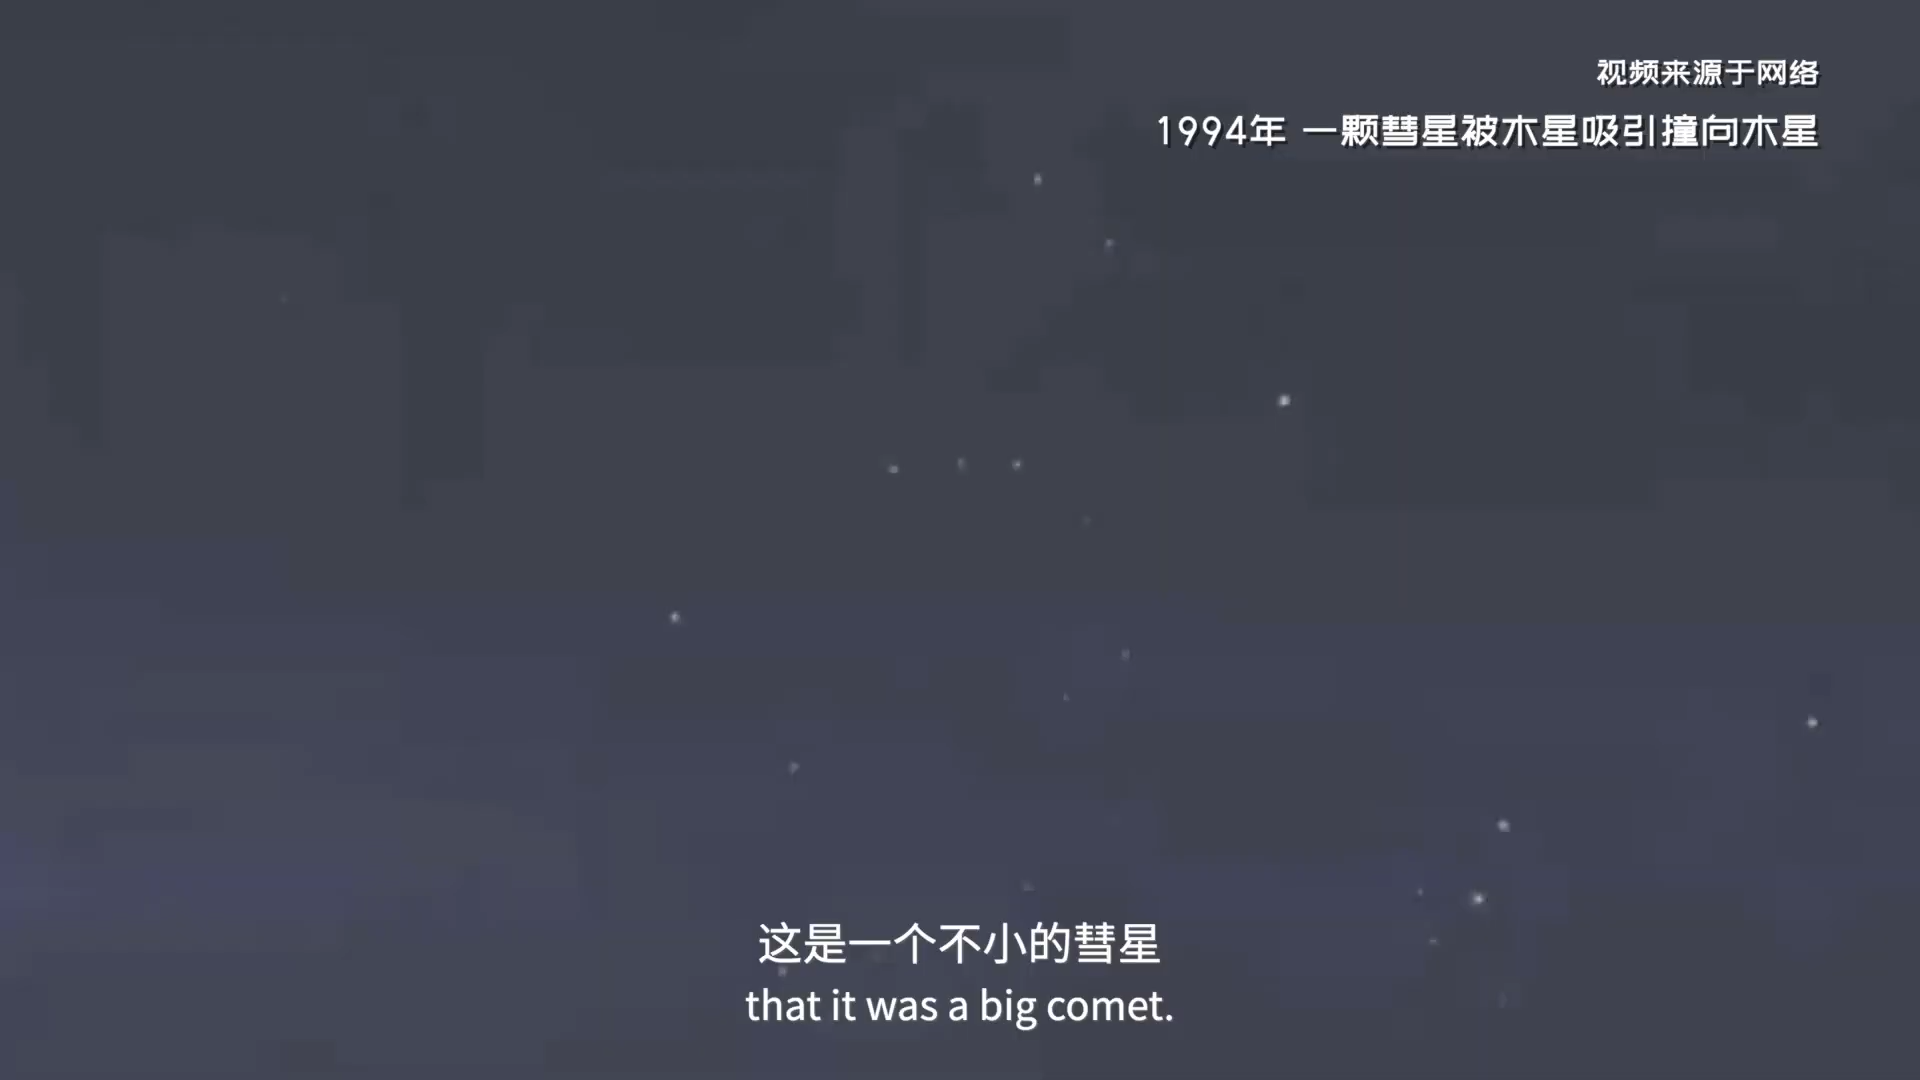 视频来源于网络
1994年 一颗彗星被木星吸引撞向木星
这是一个不小的彗星
that it was a big comet.